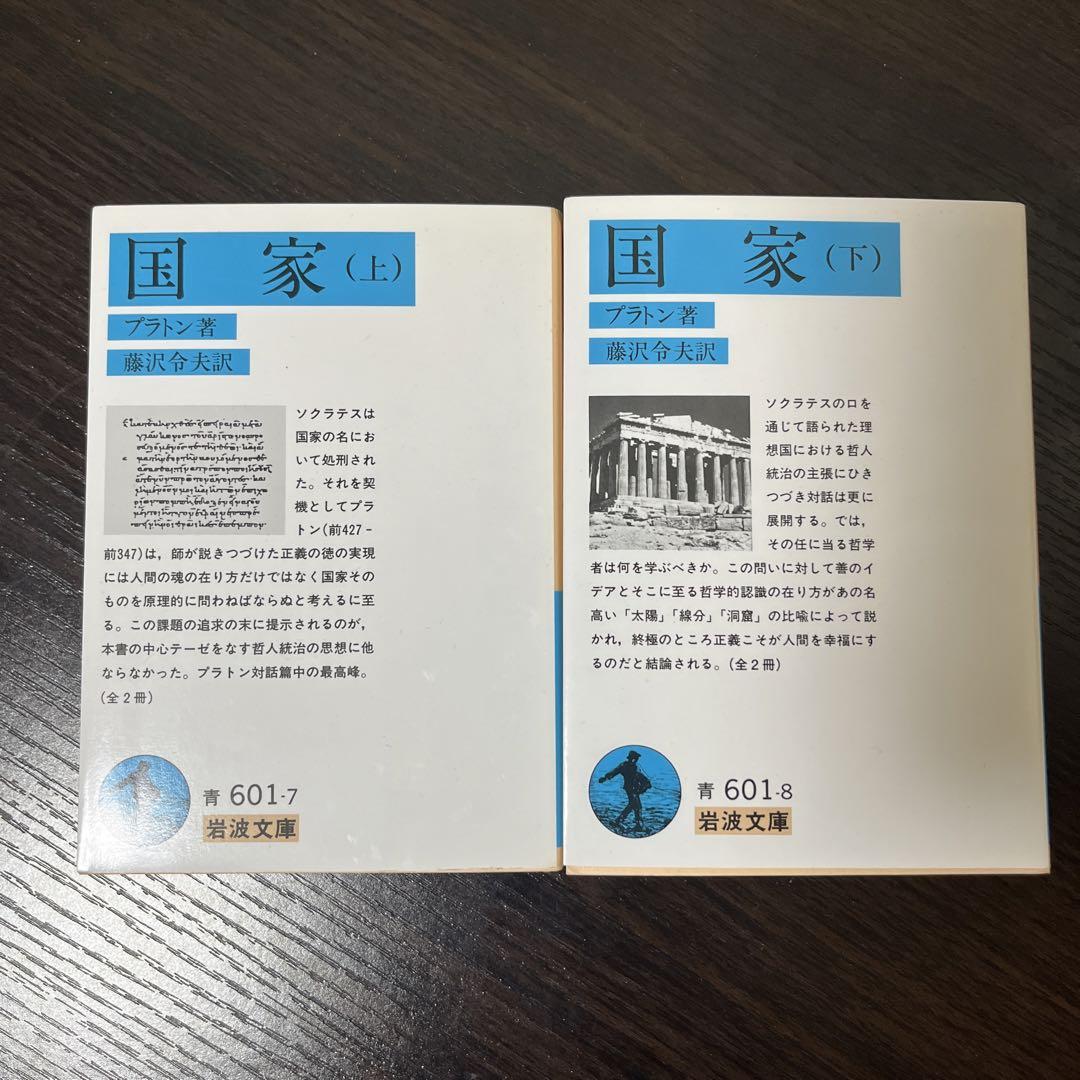 国 家(上)
プラトン著
藤沢令夫訳
ソクラテスは
国家の名にお
いて処刑され
た。それを契
機としてプラ
トン(前427-
前347)は,師が説きつづけた正義の徳の実現
には人間の魂の在り方だけではなく国家その
ものを原理的に問わねばならぬと考えるに至
る。この課題の追求の末に提示されるのが,
本書の中心テーゼをなす哲人統治の思想に他
ならなかった。プラトン対話篇中の最高峰。
(全2冊)
青 601-7
岩波文庫
国 家(下)
プラトン著
藤沢令夫訳
ソクラテスの口を
通じて語られた理
想国における哲人
統治の主張にひき
つづき対話は更に
展開する。では,
その任に当る哲学
者は何を学ぶべきか。この問いに対して善のイ
デアとそこに至る哲学的認識の在り方があの名
高い「太陽」「線分」「洞窟」の比喩によって説
かれ,終極のところ正義こそが人間を幸福にす
るのだと結論される。(全2冊)
青 601-8
岩波文庫